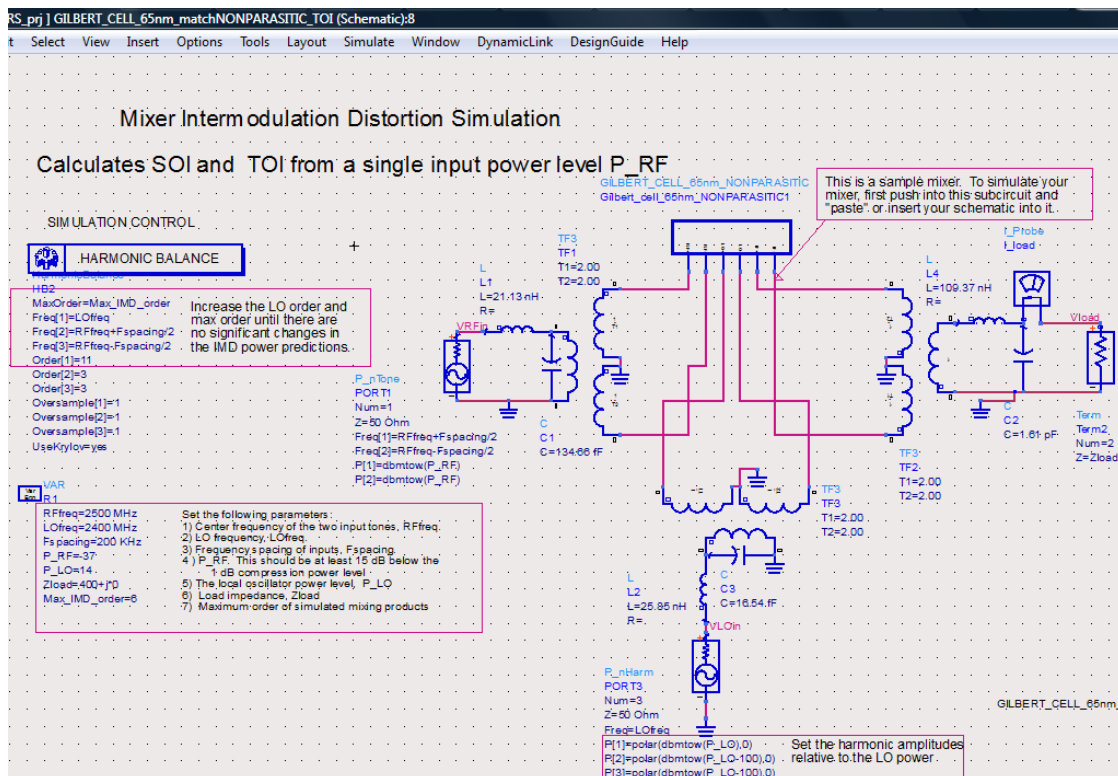 RS_prj ] GILBERT_CELL_65nm_matchNONPARASITIC_TOI (Schematic):8
Select View Insert Options Tools Layout Simulate Window DynamicLink DesignGuide Help
Mixer Intermodulation Distortion Simulation
Calculates SOI and TOI from a single input power level P_RF
SIMULATION CONTROL
HARMONIC BALANCE
HB2
MaxOrder=Max_IMD_order
Freq[1]=LOfreq
Freq[2]=RFfreq+Fspacing/2
Freq[3]=RFfreq-Fspacing/2
Order[1]=11
Order[2]=3
Order[3]=3
Oversample[1]=1
Oversample[2]=1
Oversample[3]=1
UseKrylov=yes
Increase the LO order and
max order until there are
no significant changes in
the IMD power predictions.
GILBERT_CELL_65nm_NONPARASITIC
Gilbert_cell_65nm_NONPARASITIC1
This is a sample mixer. To simulate your
mixer, first push into this subcircuit and
"paste" or insert your schematic into it.
TF3
TF1
T1=2.00
T2=2.00
L
L1
L=21.13 nH
R=
VRFin
P_nTone
PORT1
Num=1
Z=50 Ohm
Freq[1]=RFfreq+Fspacing/2
Freq[2]=RFfreq-Fspacing/2
P[1]=dbmtow(P_RF)
P[2]=dbmtow(P_RF)
C
C1
C=134.66 fF
L
L4
L=109.37 nH
R=
I_Probe
I_load
Vload
C
C2
C=1.61 pF
Term
Term2
Num=2
Z=Zload
TF3
TF2
T1=2.00
T2=2.00
TF3
TF3
T1=2.00
T2=2.00
VAR
R1
Var
Eqn
RFfreq=2500 MHz
LOfreq=2400 MHz
Fspacing=200 KHz
P_RF=-37
P_LO=14
Zload=400+j*0
Max_IMD_order=6
Set the following parameters:
1) Center frequency of the two input tones, RFfreq.
2) LO frequency, LOfreq.
3) Frequency spacing of inputs, Fspacing.
4) P_RF. This should be at least 15 dB below the
1 dB compression power level
5) The local oscillator power level, P_LO
6) Load impedance, Zload
7) Maximum order of simulated mixing products
L
L2
L=25.85 nH
R=
C
C3
C=16.54 fF
VLOin
P_nHarm
PORT3
Num=3
Z=50 Ohm
Freq=LOfreq
P[1]=polar(dbmtow(P_LO),0)
P[2]=polar(dbmtow(P_LO-100),0)
P[3]=polar(dbmtow(P_LO-100),0)
Set the harmonic amplitudes
relative to the LO power.
GILBERT_CELL_65nm_